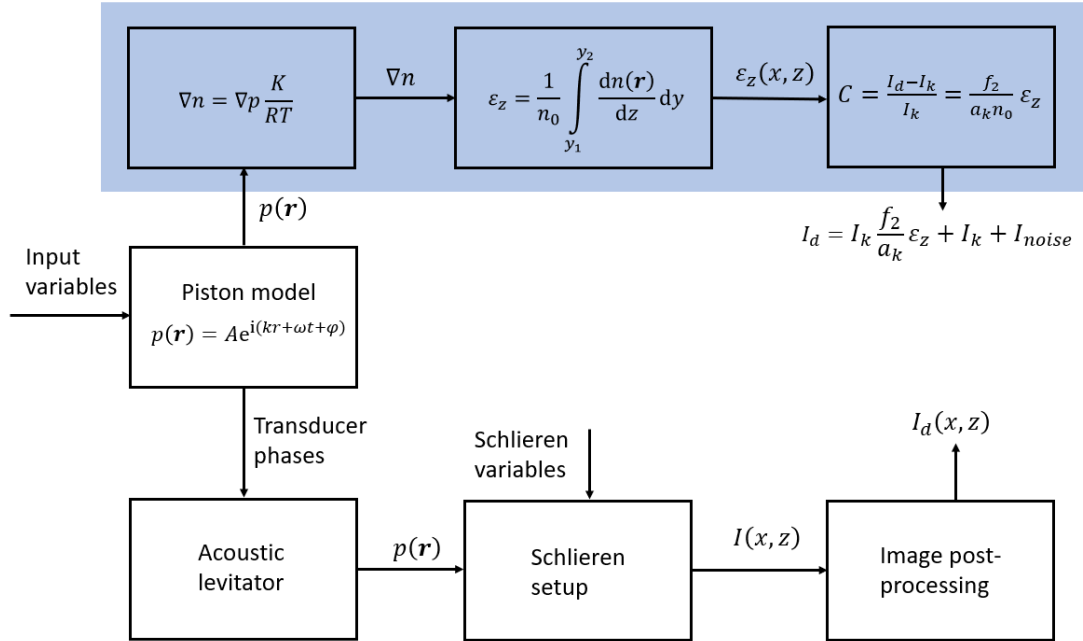 ∇n = ∇p K/RT
∇n
ε_z = 1/n_0 ∫_{y_1}^{y_2} dn(r)/dz dy
ε_z(x, z)
C = (I_d−I_k)/I_k = f_2/(a_k n_0) ε_z
p(r)
I_d = I_k f_2/a_k ε_z + I_k + I_noise
Input
variables
Piston model
p(r) = Ae^{i(kr+ωt+φ)}
Transducer
phases
Schlieren
variables
I_d(x, z)
Acoustic
levitator
p(r)
Schlieren
setup
I(x, z)
Image post-
processing